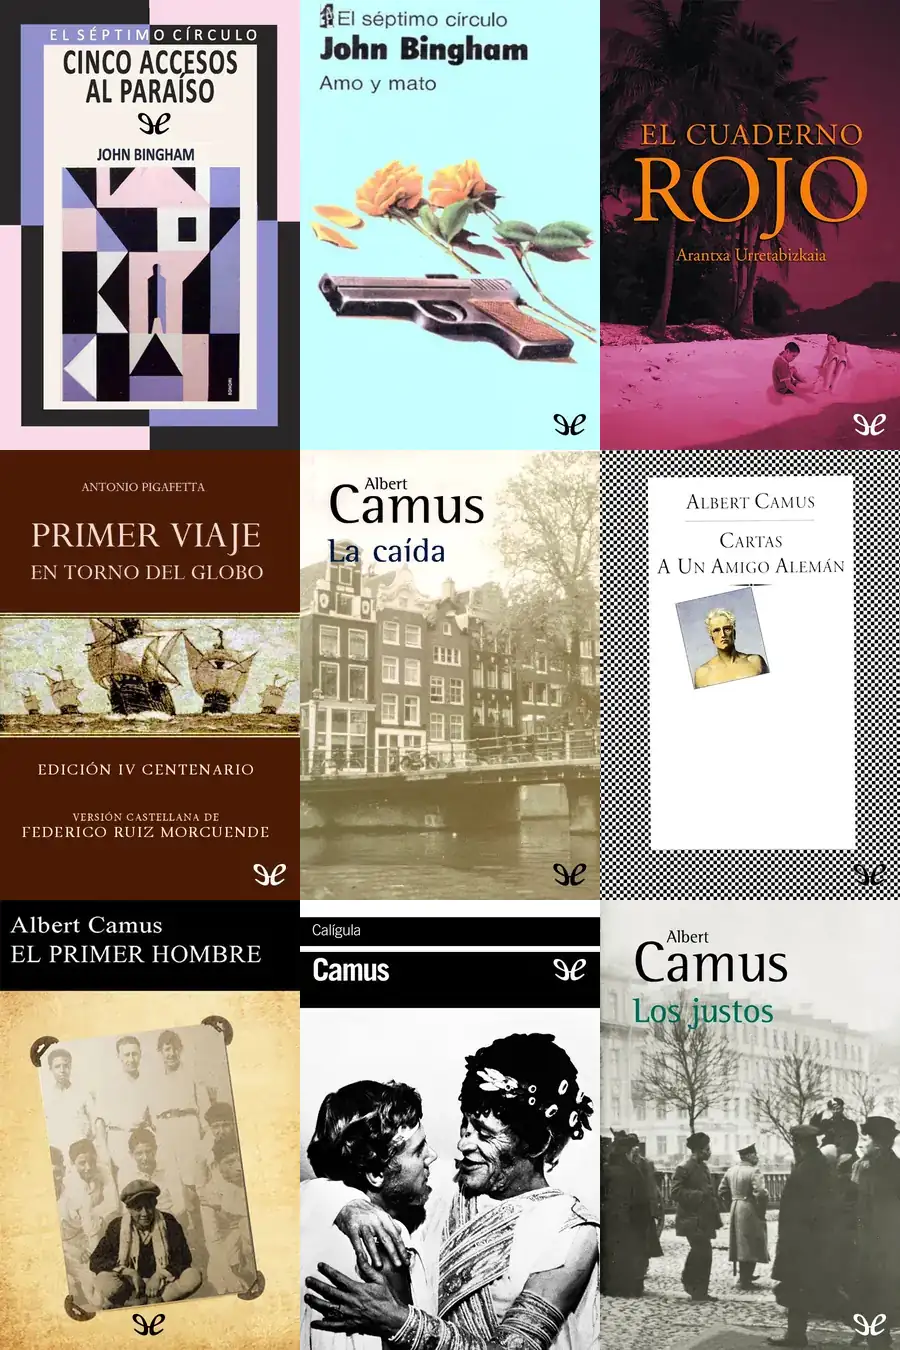 EL SÉPTIMO CÍRCULO
CINCO ACCESOS
AL PARAÍSO
JOHN BINGHAM
El séptimo círculo
John Bingham
Amo y mato
EL CUADERNO
ROJO
Arantxa Urretabizkaia
ANTONIO PIGAFETTA
PRIMER VIAJE
EN TORNO DEL GLOBO
EDICIÓN IV CENTENARIO
VERSIÓN CASTELLANA DE
FEDERICO RUIZ MORCUENDE
Albert
Camus
La caída
ALBERT CAMUS
CARTAS
A UN AMIGO ALEMÁN
Albert Camus
EL PRIMER HOMBRE
Calígula
Camus
Albert
Camus
Los justos